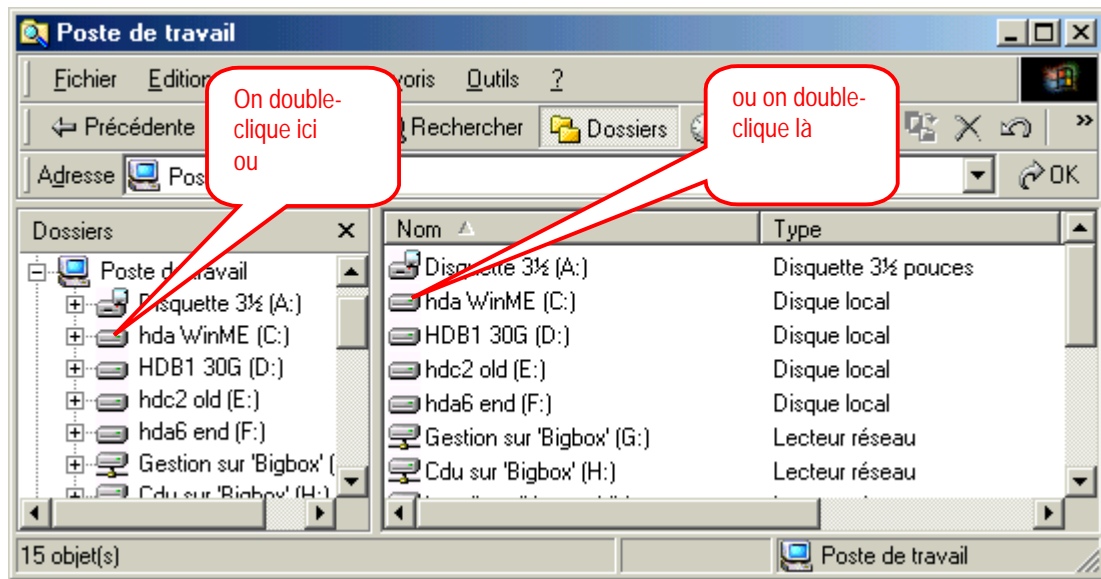 Poste de travail
Fichier Edition voris Outils ?
On double-
clique ici
ou
ou on double-
clique là
Précédente Rechercher Dossiers »
Adresse Pos OK
Dossiers × Nom Type
Poste de travail
Disquette 3½ (A:)
hda WinME (C:)
HDB1 30G (D:)
hdc2 old (E:)
hda6 end (F:)
Gestion sur 'Bigbox' (
Cdu sur 'Bigbox' (H:)
Disquette 3½ (A:) Disquette 3½ pouces
hda WinME (C:) Disque local
HDB1 30G (D:) Disque local
hdc2 old (E:) Disque local
hda6 end (F:) Disque local
Gestion sur 'Bigbox' (G:) Lecteur réseau
Cdu sur 'Bigbox' (H:) Lecteur réseau
15 objet(s) Poste de travail